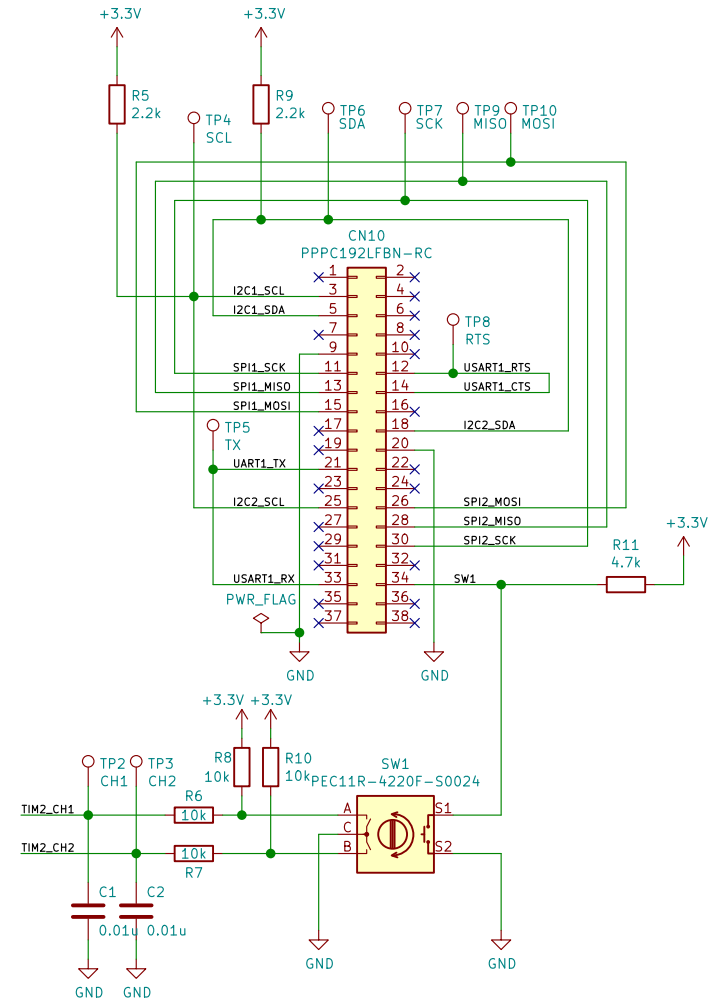 +3.3V +3.3V
R5 2.2k
R9 2.2k
TP4 SCL
TP6 SDA
TP7 SCK
TP9 MISO
TP10 MOSI
CN10
PPPC192LFBN-RC
1 2
I2C1_SCL 3 4
I2C1_SDA 5 6
7 8
TP8 RTS
9 10
SPI1_SCK 11 12 USART1_RTS
SPI1_MISO 13 14 USART1_CTS
SPI1_MOSI 15 16
TP5 TX
17 18 I2C2_SDA
19 20
UART1_TX 21 22
23 24
I2C2_SCL 25 26 SPI2_MOSI
27 28 SPI2_MISO
29 30 SPI2_SCK
+3.3V
R11
4.7k
31 32
USART1_RX 33 34 SW1
PWR_FLAG 35 36
37 38
GND GND
+3.3V +3.3V
R8 10k
R10 10k
TP2 CH1
TP3 CH2
SW1
PEC11R-4220F-S0024
R6
TIM2_CH1 10k A S1
C
TIM2_CH2 10k B S2
R7
C1 0.01u
C2 0.01u
GND GND
GND GND